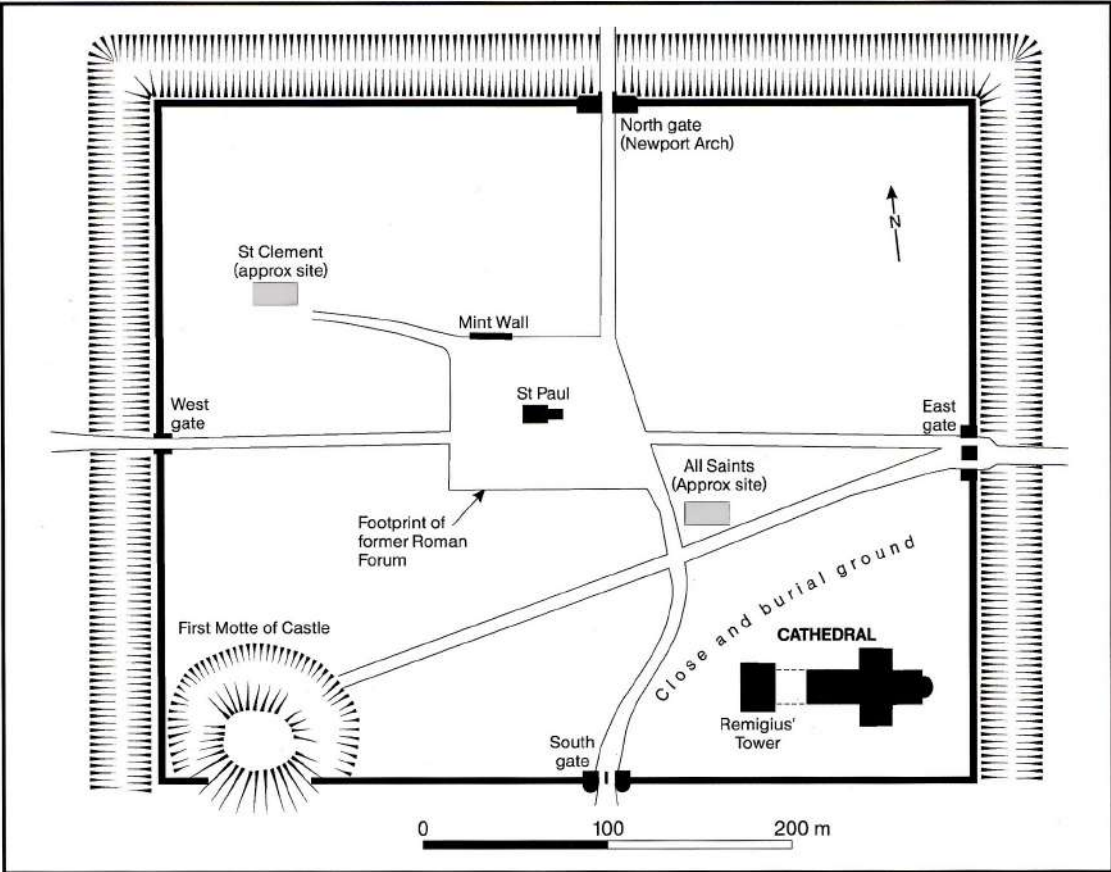 North gate
(Newport Arch)
N
St Clement
(approx site)
Mint Wall
St Paul
West
gate
East
gate
All Saints
(Approx site)
Footprint of
former Roman
Forum
Close and burial ground
First Motte of Castle
CATHEDRAL
Remigius'
Tower
South
gate
0 100 200 m